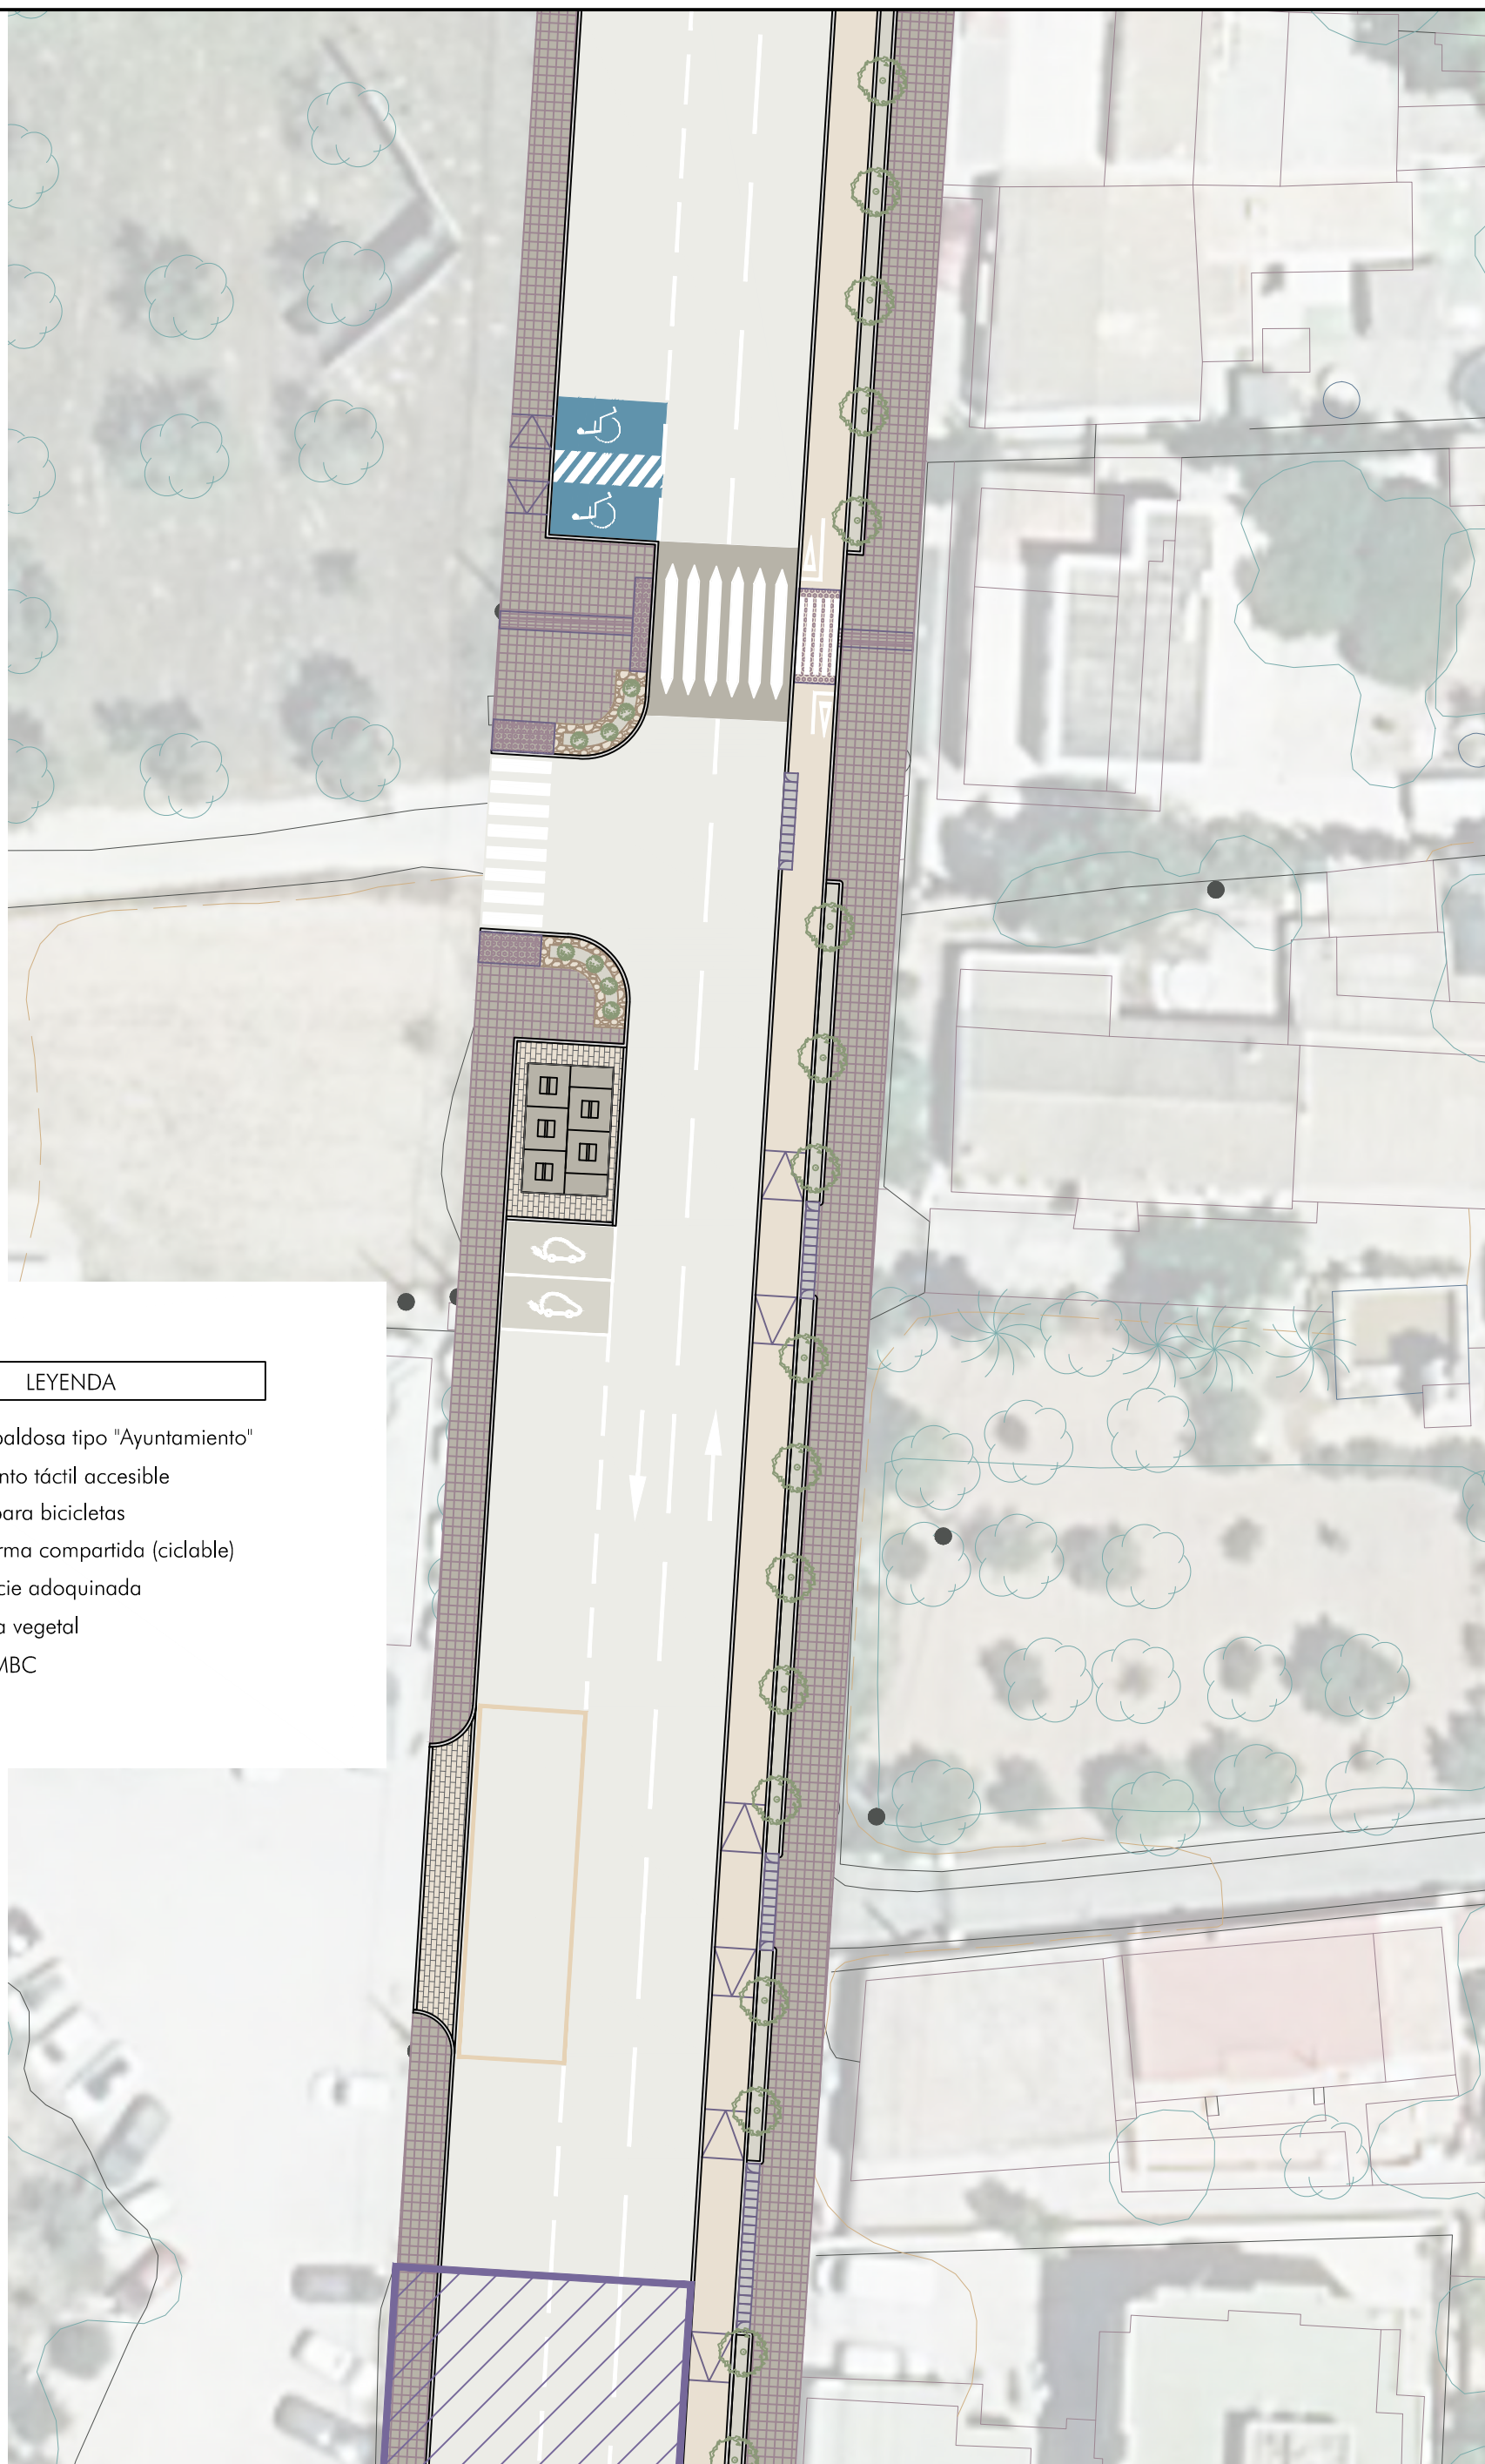 LEYENDA
baldosa tipo "Ayuntamiento"
nto táctil accesible
para bicicletas
rma compartida (ciclable)
cie adoquinada
a vegetal
MBC